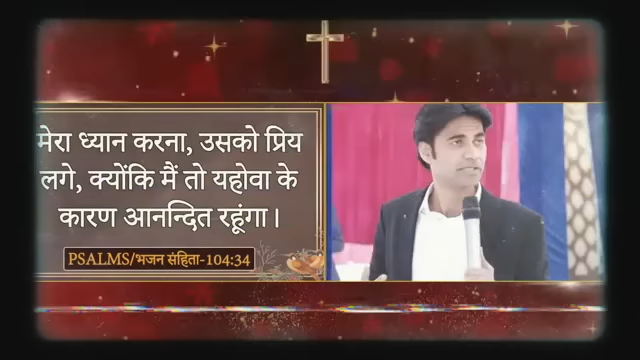 मेरा ध्यान करना, उसको प्रिय
लगे, क्योंकि मैं तो यहोवा के
कारण आनन्दित रहूंगा।
PSALMS/भजन संहिता-104:34